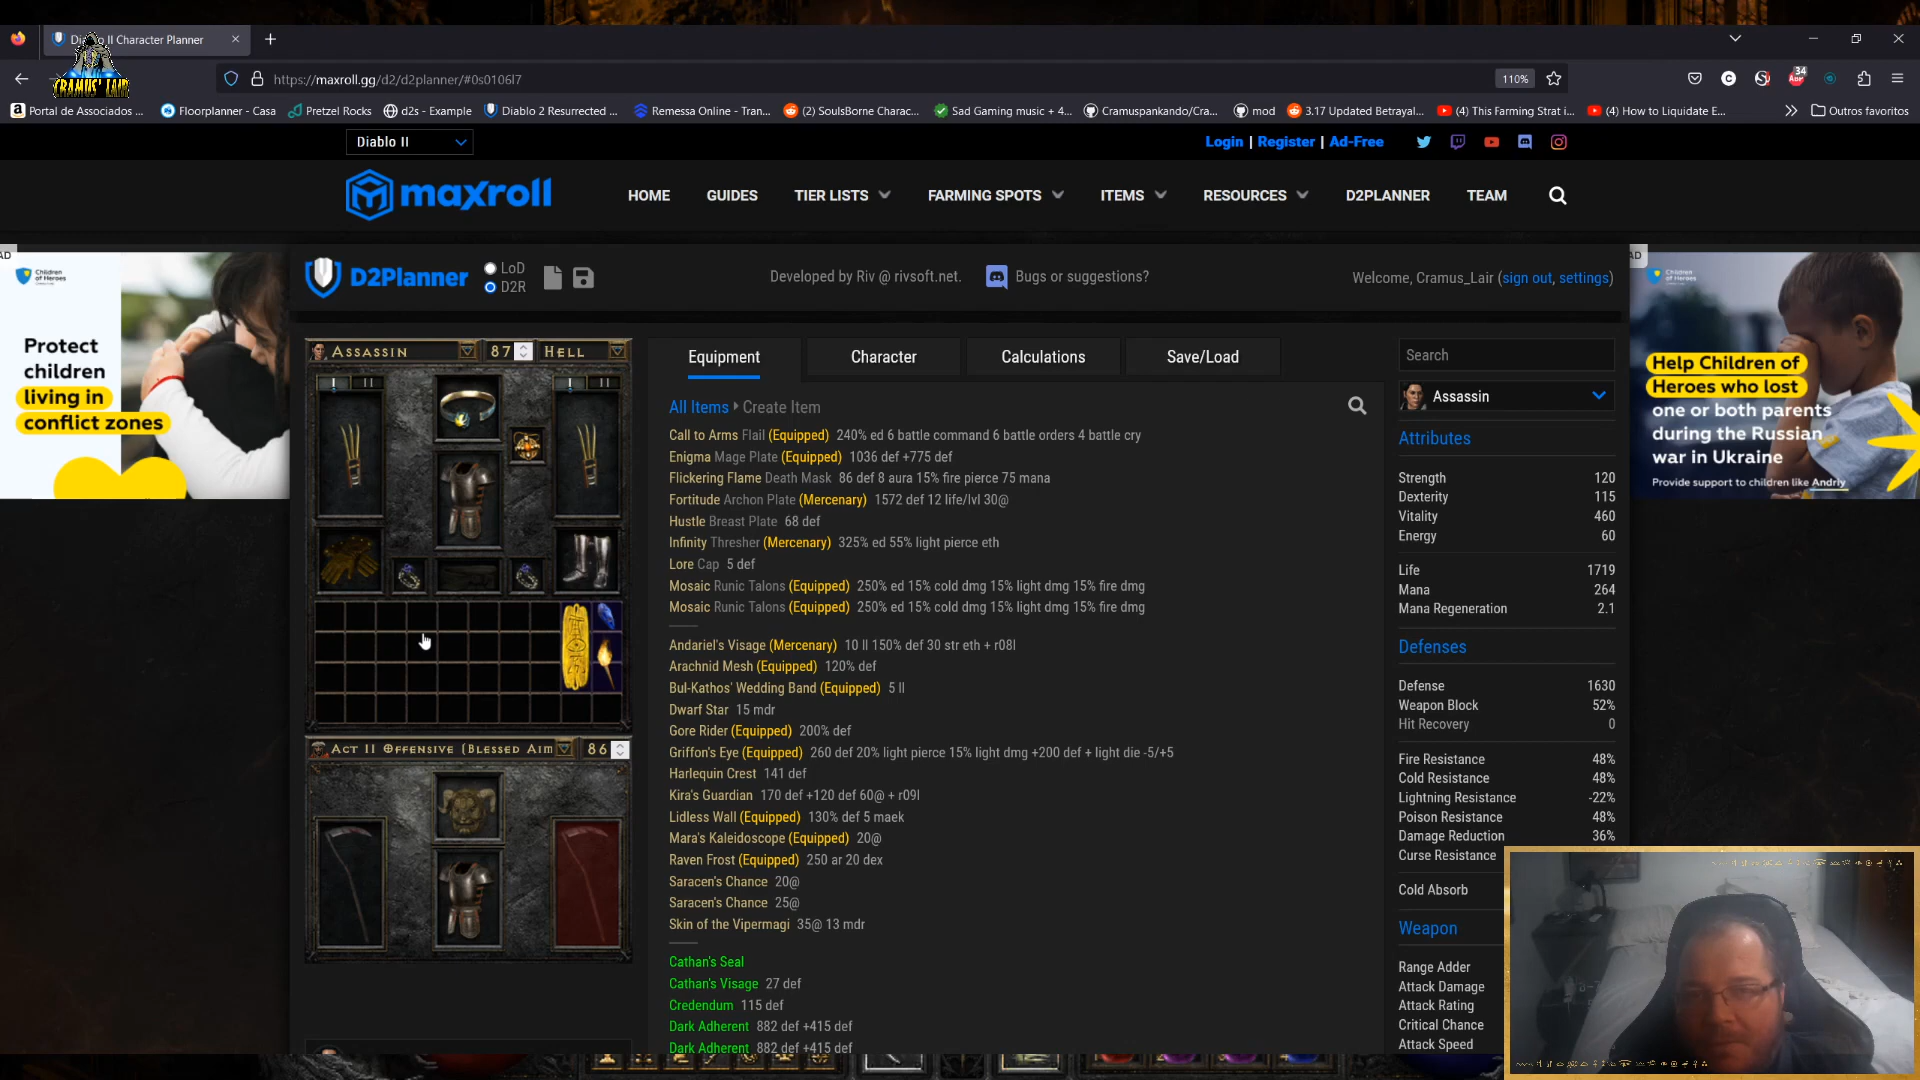 Diablo II Character Planner
CRAMUS' LAIR
https://maxroll.gg/d2/d2planner/#0s0106l7
110%
34
Portal de Associados ...
Floorplanner - Casa
Pretzel Rocks
d2s - Example
Diablo 2 Resurrected ...
Remessa Online - Tran...
(2) SoulsBorne Charac...
Sad Gaming music + 4...
Cramuspankando/Cra...
mod
3.17 Updated Betrayal...
(4) This Farming Strat i...
(4) How to Liquidate E...
Outros favoritos
Diablo II
Login | Register | Ad-Free
maxroll
HOME
GUIDES
TIER LISTS
FARMING SPOTS
ITEMS
RESOURCES
D2PLANNER
TEAM
AD
Children of Heroes
Protect
children
living in
conflict zones
D2Planner
LoD
D2R
Developed by Riv @ rivsoft.net.
Bugs or suggestions?
Welcome, Cramus_Lair (sign out, settings)
AD
Children of Heroes
Help Children of
Heroes who lost
one or both parents
during the Russian
war in Ukraine
Provide support to children like Andriy
ASSASSIN
87
HELL
I II
I II
ACT II OFFENSIVE (BLESSED AIM
86
Equipment
Character
Calculations
Save/Load
All Items
Create Item
Call to Arms Flail (Equipped) 240% ed 6 battle command 6 battle orders 4 battle cry
Enigma Mage Plate (Equipped) 1036 def +775 def
Flickering Flame Death Mask 86 def 8 aura 15% fire pierce 75 mana
Fortitude Archon Plate (Mercenary) 1572 def 12 life/lvl 30@
Hustle Breast Plate 68 def
Infinity Thresher (Mercenary) 325% ed 55% light pierce eth
Lore Cap 5 def
Mosaic Runic Talons (Equipped) 250% ed 15% cold dmg 15% light dmg 15% fire dmg
Mosaic Runic Talons (Equipped) 250% ed 15% cold dmg 15% light dmg 15% fire dmg
Andariel's Visage (Mercenary) 10 ll 150% def 30 str eth + r08l
Arachnid Mesh (Equipped) 120% def
Bul-Kathos' Wedding Band (Equipped) 5 ll
Dwarf Star 15 mdr
Gore Rider (Equipped) 200% def
Griffon's Eye (Equipped) 260 def 20% light pierce 15% light dmg +200 def + light die -5/+5
Harlequin Crest 141 def
Kira's Guardian 170 def +120 def 60@ + r09l
Lidless Wall (Equipped) 130% def 5 maek
Mara's Kaleidoscope (Equipped) 20@
Raven Frost (Equipped) 250 ar 20 dex
Saracen's Chance 20@
Saracen's Chance 25@
Skin of the Vipermagi 35@ 13 mdr
Cathan's Seal
Cathan's Visage 27 def
Credendum 115 def
Dark Adherent 882 def +415 def
Dark Adherent 882 def +415 def
Search
Assassin
Attributes
Strength 120
Dexterity 115
Vitality 460
Energy 60
Life 1719
Mana 264
Mana Regeneration 2.1
Defenses
Defense 1630
Weapon Block 52%
Hit Recovery 0
Fire Resistance 48%
Cold Resistance 48%
Lightning Resistance -22%
Poison Resistance 48%
Damage Reduction 36%
Curse Resistance
Cold Absorb
Weapon
Range Adder
Attack Damage
Attack Rating
Critical Chance
Attack Speed